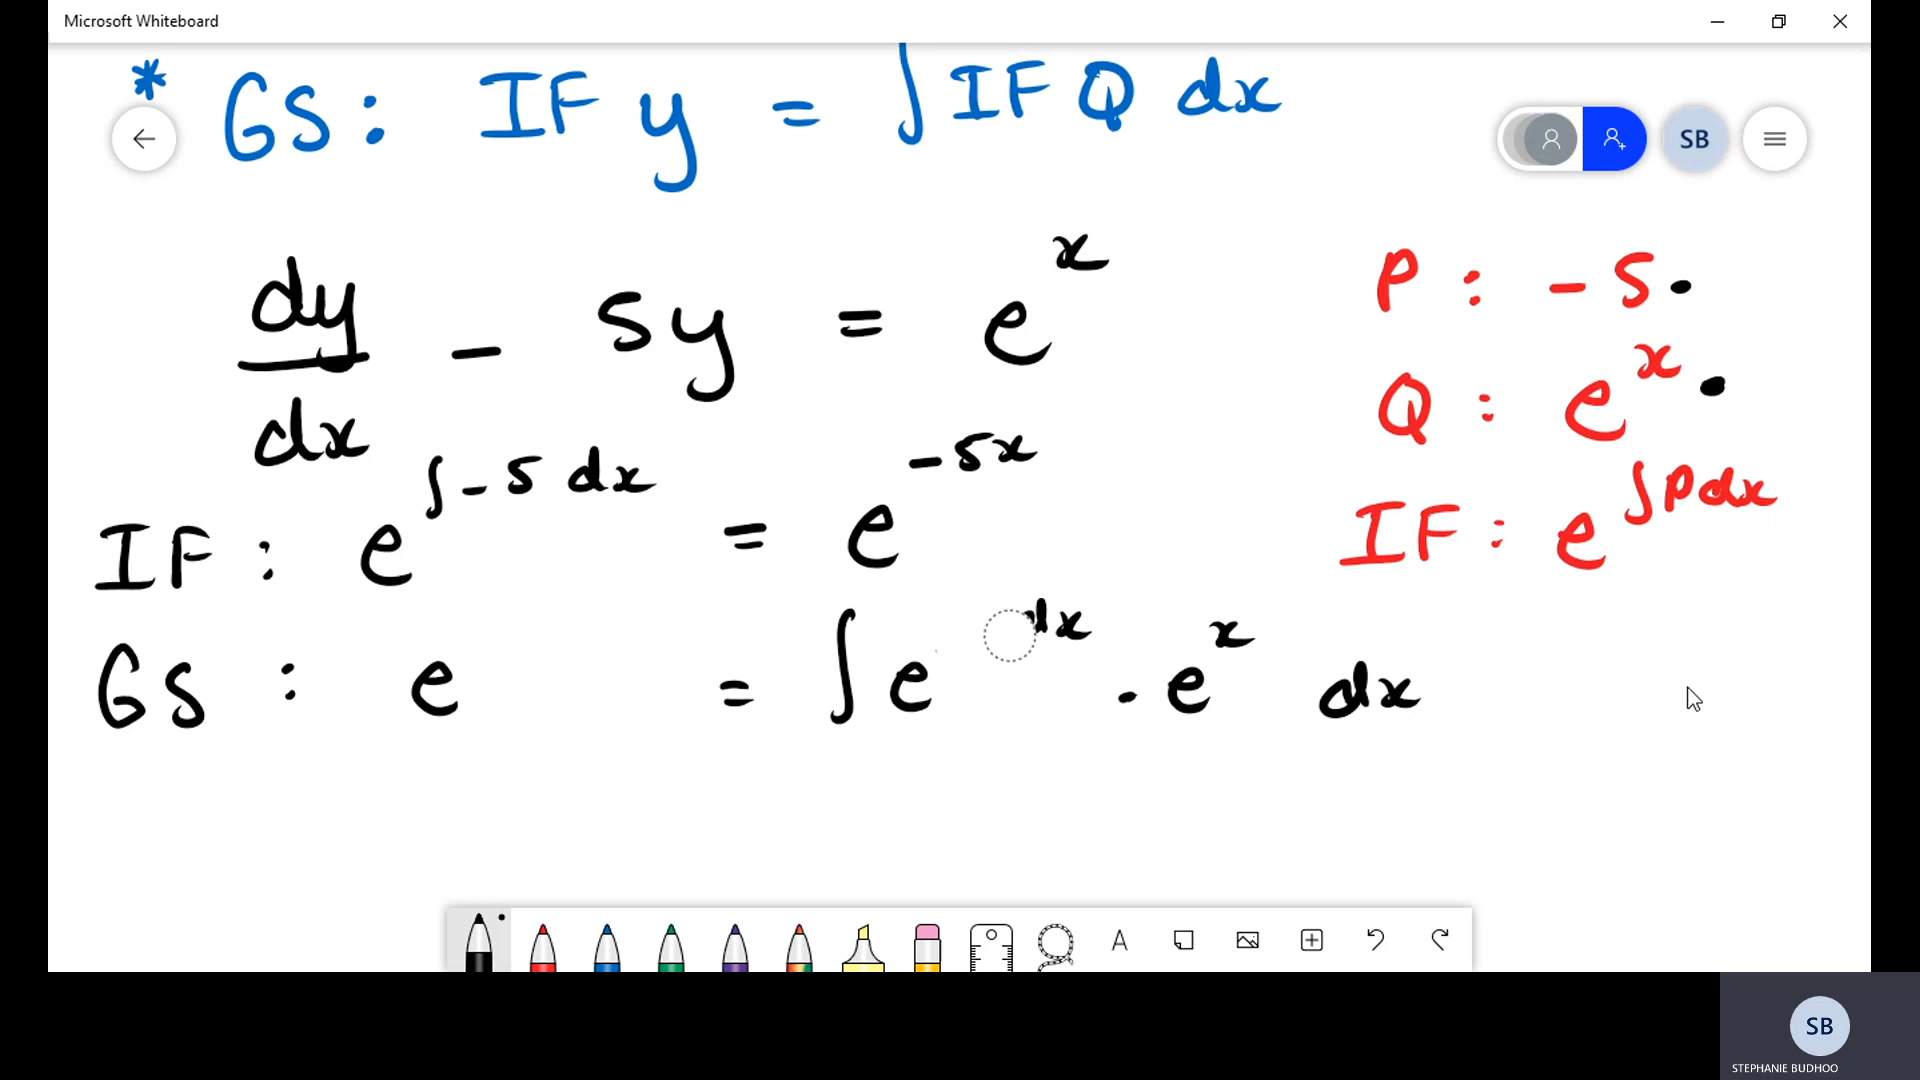 Microsoft Whiteboard
* GS: IF y = ∫ IF Q dx
SB
dy/dx - 5y = e^x
P : -5.
Q : e^x.
IF : e^∫-5 dx = e^-5x
IF : e^∫Pdx
GS : e = ∫ e^dx . e^x dx
A
SB
STEPHANIE BUDHOO